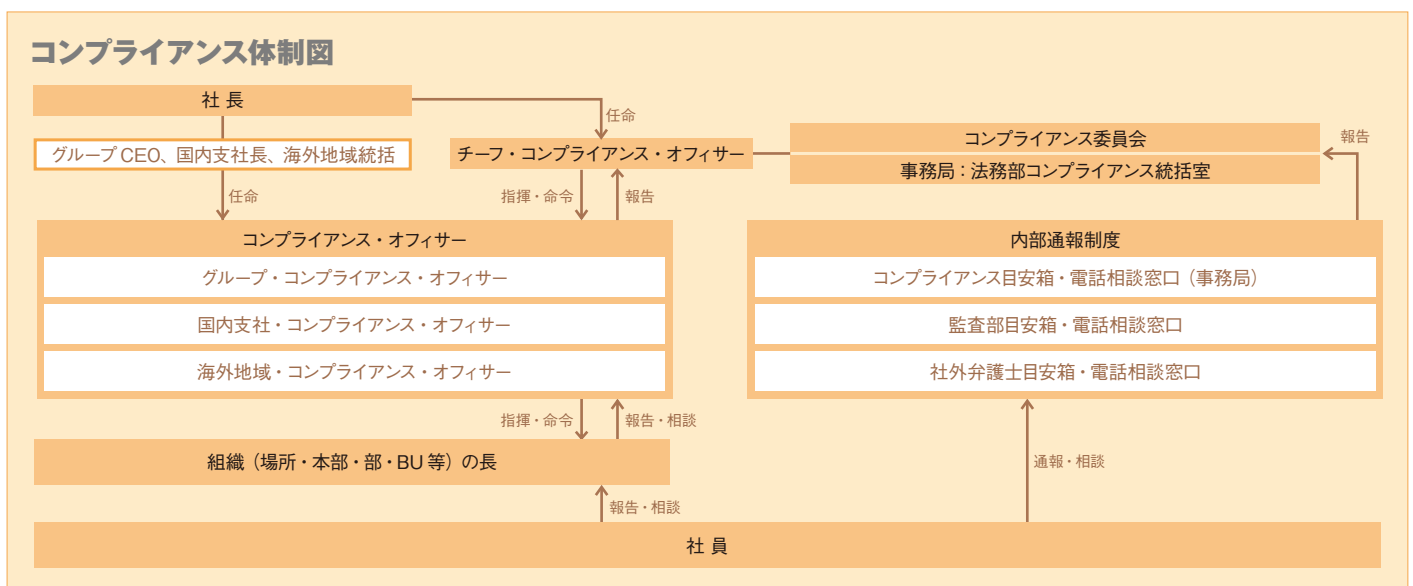 コンプライアンス体制図
社 長
任命
グループ CEO、国内支社長、海外地域統括
チーフ・コンプライアンス・オフィサー
コンプライアンス委員会
事務局：法務部コンプライアンス統括室
報告
任命
指揮・命令
報告
コンプライアンス・オフィサー
グループ・コンプライアンス・オフィサー
国内支社・コンプライアンス・オフィサー
海外地域・コンプライアンス・オフィサー
内部通報制度
コンプライアンス目安箱・電話相談窓口（事務局）
監査部目安箱・電話相談窓口
社外弁護士目安箱・電話相談窓口
指揮・命令
報告・相談
組織（場所・本部・部・BU 等）の長
通報・相談
報告・相談
社 員